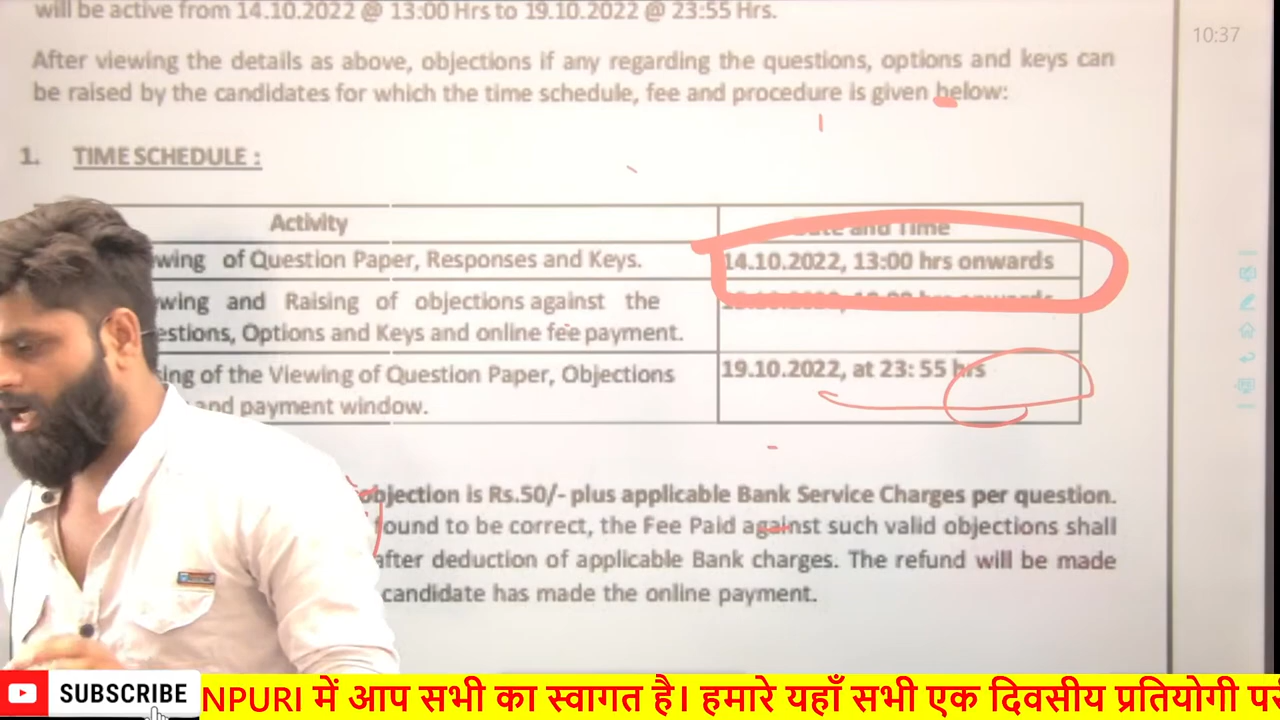 will be active from 14.10.2022 @ 13:00 Hrs to 19.10.2022 @ 23:55 Hrs.
10:37
After viewing the details as above, objections if any regarding the questions, options and keys can
be raised by the candidates for which the time schedule, fee and procedure is given below:
1. TIME SCHEDULE :
Activity
and Time
wing of Question Paper, Responses and Keys.
14.10.2022, 13:00 hrs onwards
wing and Raising of objections against the
estions, Options and Keys and online fee payment.
ing of the Viewing of Question Paper, Objections
19.10.2022, at 23: 55 hrs
and payment window.
objection is Rs.50/- plus applicable Bank Service Charges per question.
found to be correct, the Fee Paid against such valid objections shall
after deduction of applicable Bank charges. The refund will be made
candidate has made the online payment.
SUBSCRIBE
NPURI में आप सभी का स्वागत है। हमारे यहाँ सभी एक दिवसीय प्रतियोगी